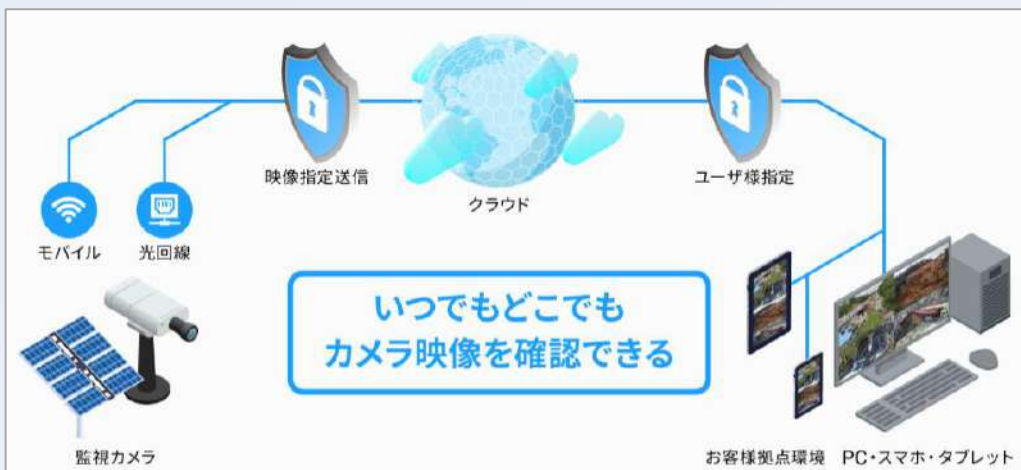 映像指定送信
クラウド
ユーザ様指定
モバイル
光回線
いつでもどこでも
カメラ映像を確認できる
監視カメラ
お客様拠点環境
PC・スマホ・タブレット